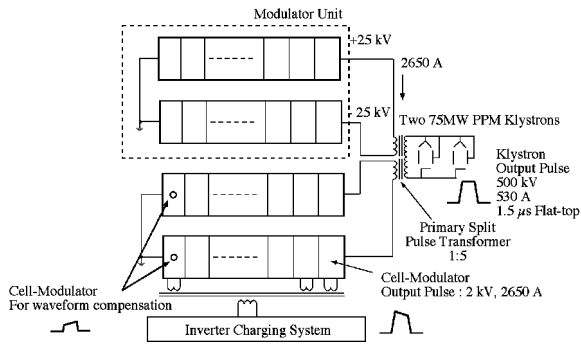 Modulator Unit
+25 kV
2650 A
- 25 kV
Two 75MW PPM Klystrons
Klystron
Output Pulse
500 kV
530 A
1.5 μs Flat-top
Primary Split
Pulse Transformer
1:5
Cell-Modulator
For waveform compensation
Cell-Modulator
Output Pulse : 2 kV, 2650 A
Inverter Charging System